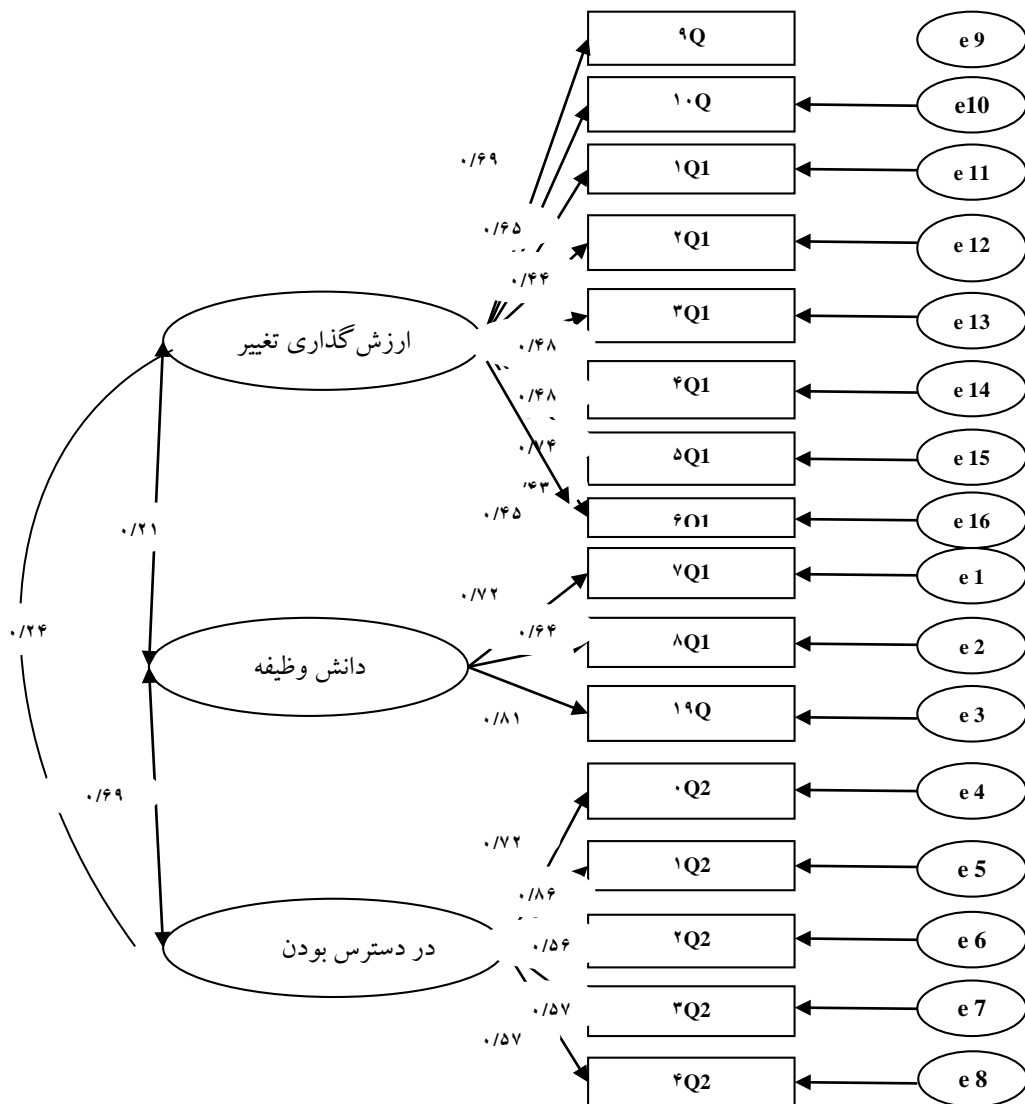 ۹Q
e 9
۱۰Q
e10
۱Q1
e 11
۲Q1
e 12
۳Q1
e 13
۴Q1
e 14
۵Q1
e 15
۶Q1
e 16
۷Q1
e 1
۸Q1
e 2
۱۹Q
e 3
۰Q2
e 4
۱Q2
e 5
۲Q2
e 6
۳Q2
e 7
۴Q2
e 8
۰/۶۹
۰/۶۵
۰/۴۴
۰/۴۸
۰/۴۸
۰/۷۴
/۴۳
۰/۴۵
ارزش‌گذاری تغییر
۰/۲۱
۰/۲۴
۰/۷۲
۰/۶۴
۰/۸۱
دانش وظیفه
۰/۶۹
۰/۷۲
۰/۸۶
۰/۵۶
۰/۵۷
۰/۵۷
در دسترس بودن